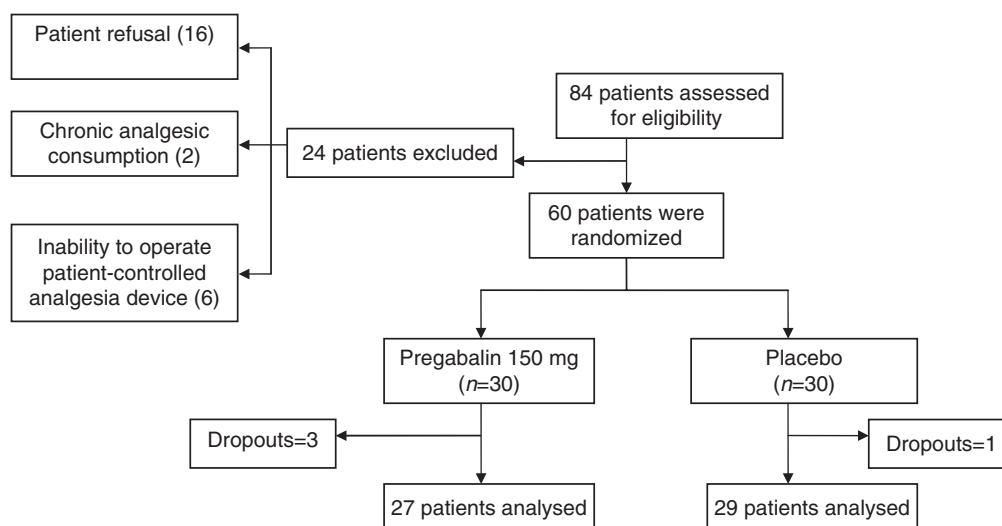 Patient refusal (16)
84 patients assessed
for eligibility
Chronic analgesic
consumption (2)
24 patients excluded
60 patients were
randomized
Inability to operate
patient-controlled
analgesia device (6)
Pregabalin 150 mg
(n=30)
Placebo
(n=30)
Dropouts=3
Dropouts=1
27 patients analysed
29 patients analysed